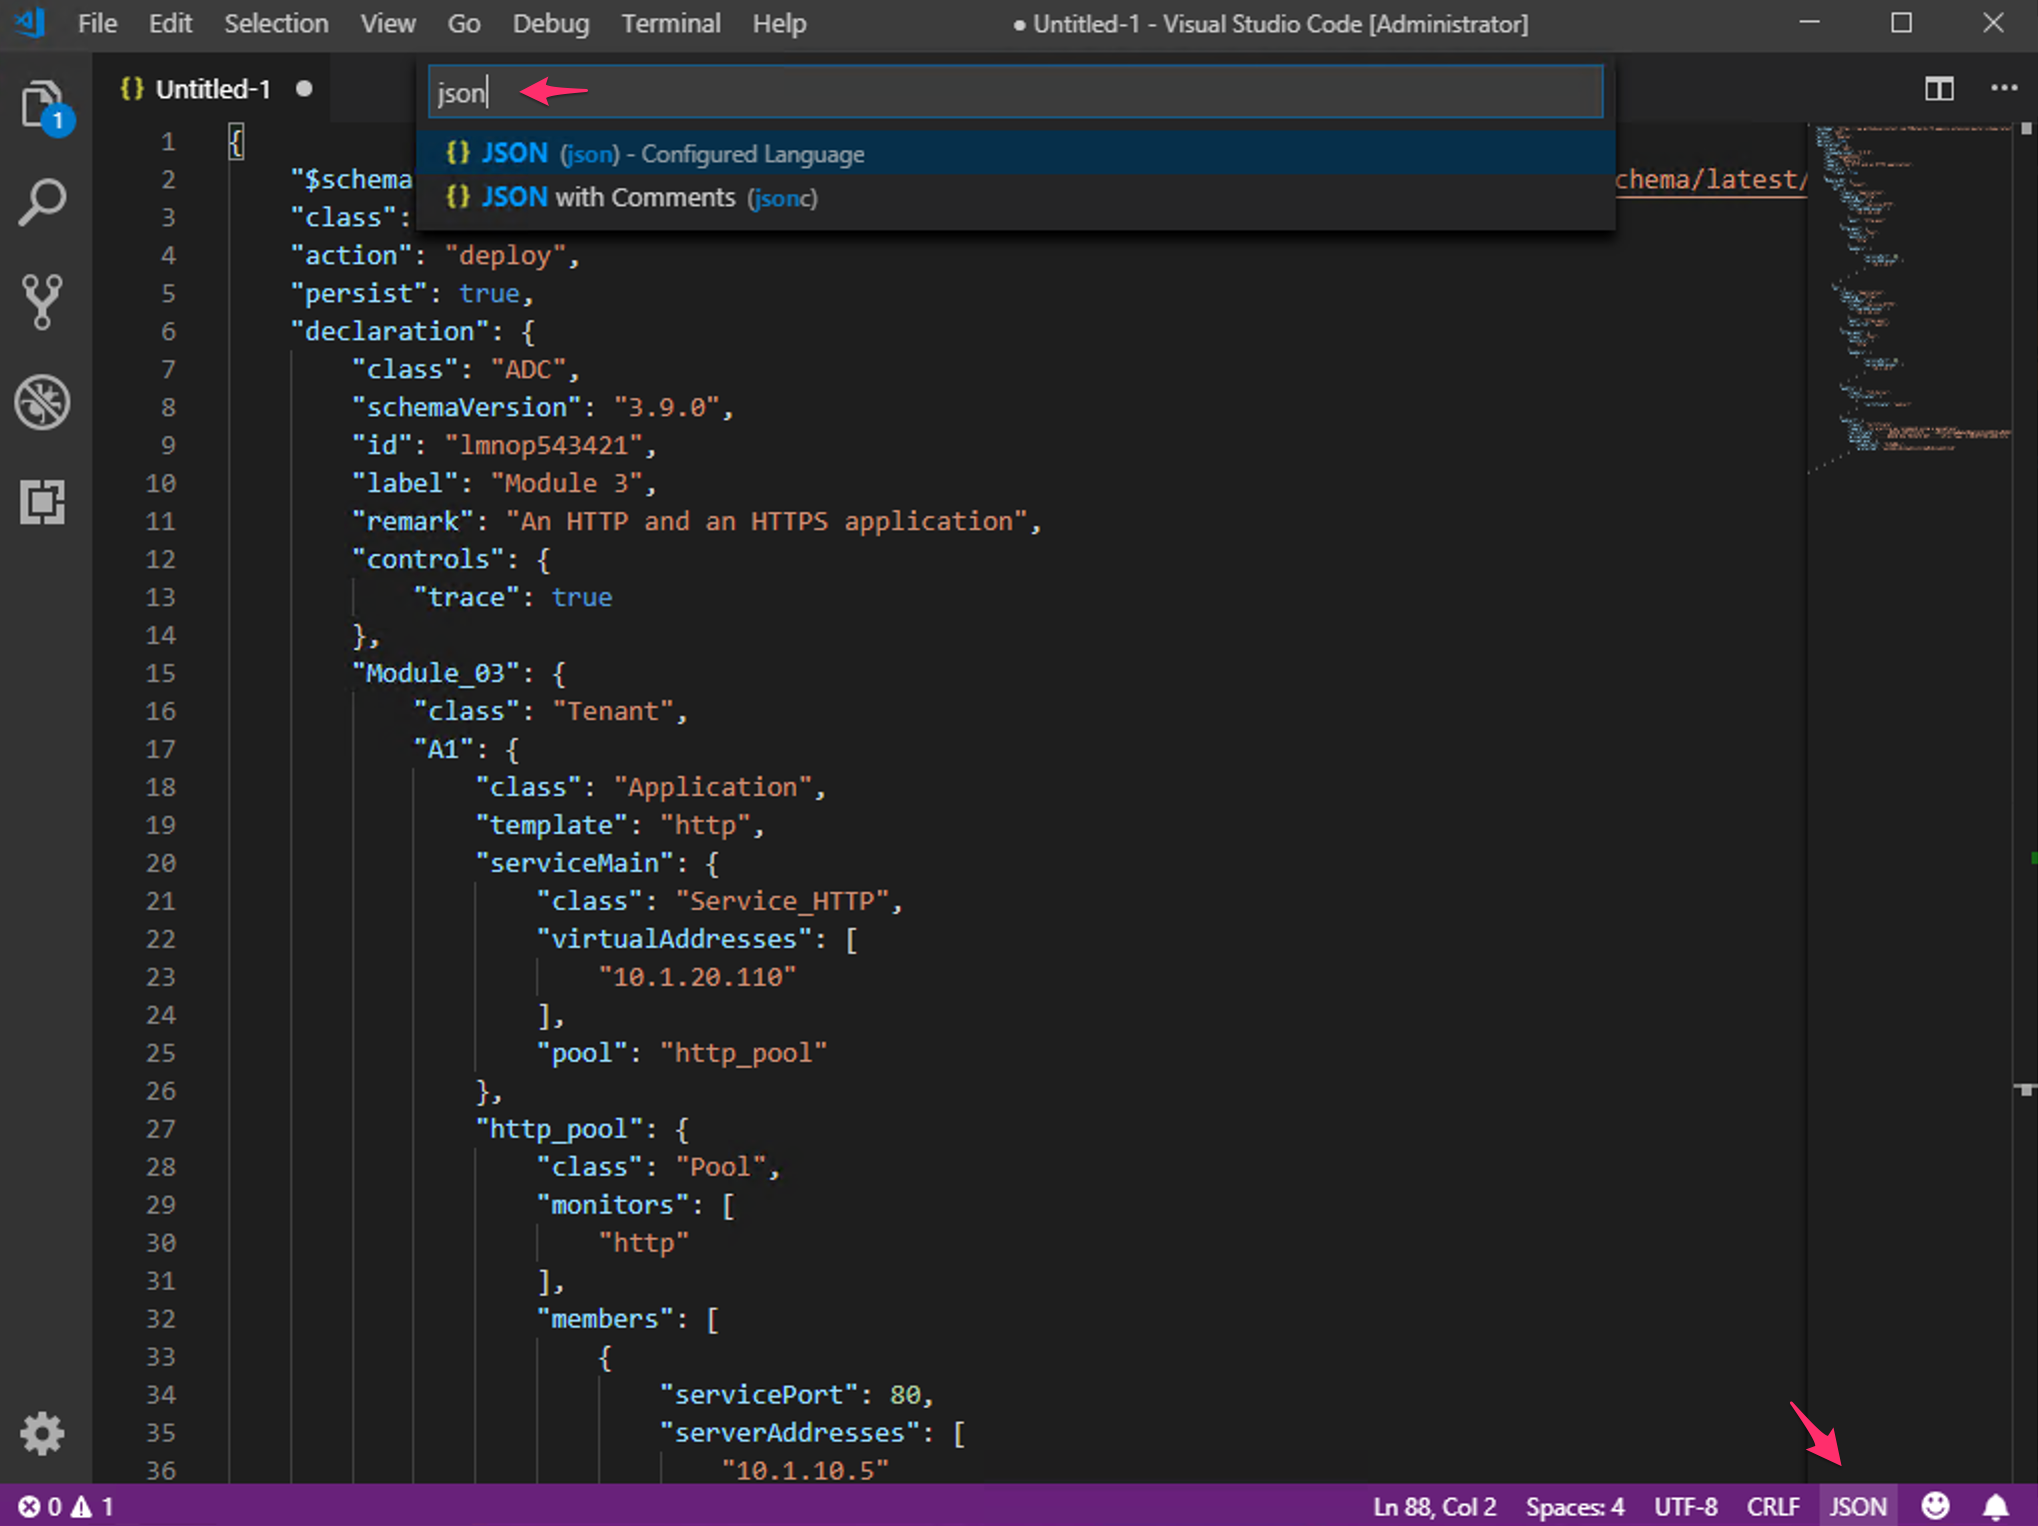 File Edit Selection View Go Debug Terminal Help ● Untitled-1 - Visual Studio Code [Administrator]
{} Untitled-1 ●
json
{} JSON (json) - Configured Language
{} JSON with Comments (jsonc)
1
1 {
2 "$schema chema/latest/
3 "class":
4 "action": "deploy",
5 "persist": true,
6 "declaration": {
7 "class": "ADC",
8 "schemaVersion": "3.9.0",
9 "id": "lmnop543421",
10 "label": "Module 3",
11 "remark": "An HTTP and an HTTPS application",
12 "controls": {
13 "trace": true
14 },
15 "Module_03": {
16 "class": "Tenant",
17 "A1": {
18 "class": "Application",
19 "template": "http",
20 "serviceMain": {
21 "class": "Service_HTTP",
22 "virtualAddresses": [
23 "10.1.20.110"
24 ],
25 "pool": "http_pool"
26 },
27 "http_pool": {
28 "class": "Pool",
29 "monitors": [
30 "http"
31 ],
32 "members": [
33 {
34 "servicePort": 80,
35 "serverAddresses": [
36 "10.1.10.5"
0 1 Ln 88, Col 2 Spaces: 4 UTF-8 CRLF JSON